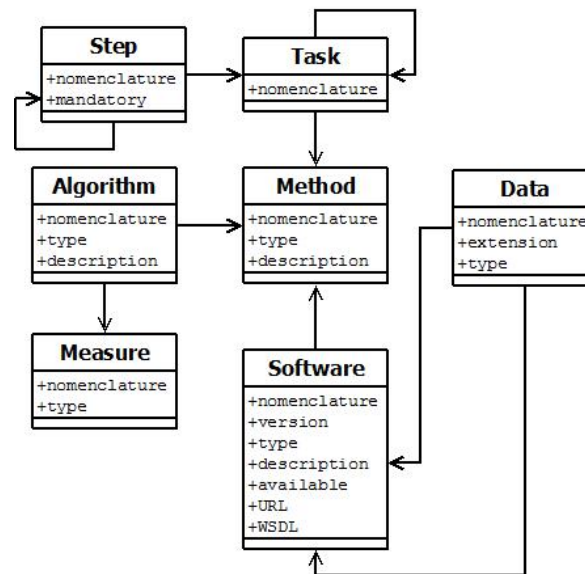 Step
+nomenclature
+mandatory
Task
+nomenclature
Algorithm
+nomenclature
+type
+description
Method
+nomenclature
+type
+description
Data
+nomenclature
+extension
+type
Measure
+nomenclature
+type
Software
+nomenclature
+version
+type
+description
+available
+URL
+WSDL